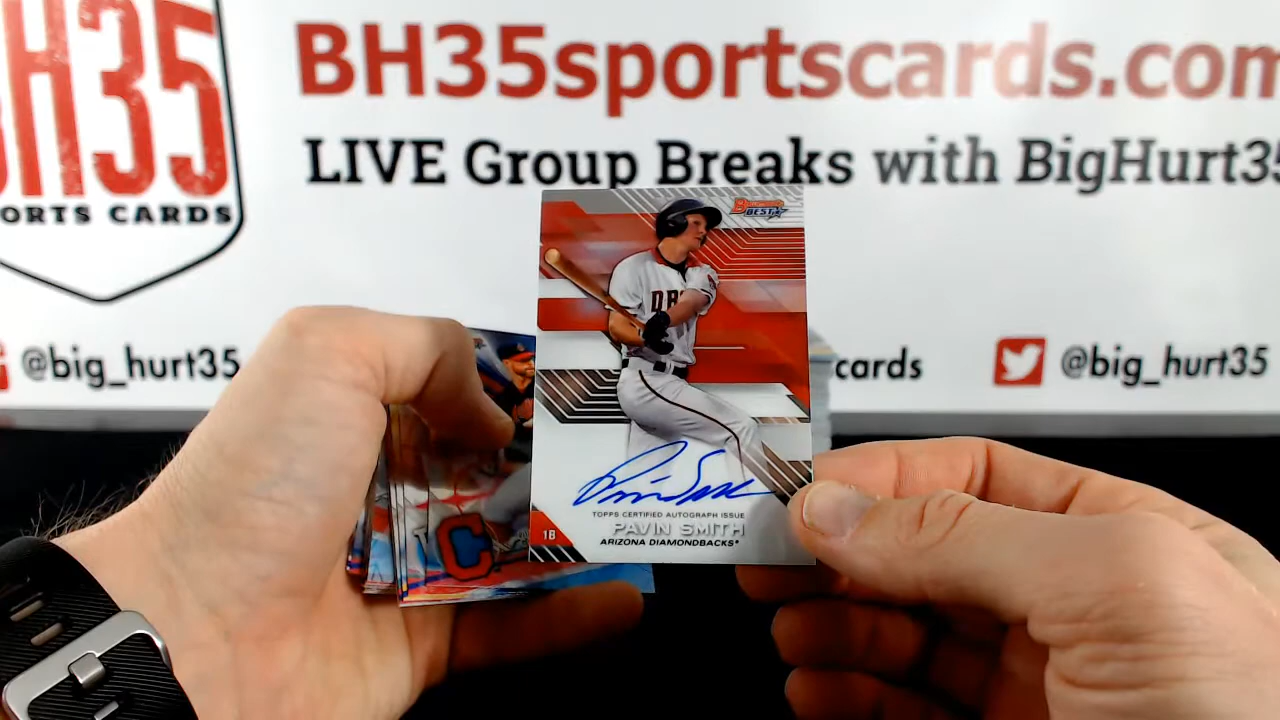 BH35sportscards.com
LIVE Group Breaks with BigHurt35
H35
ORTS CARDS
@big_hurt35
cards
@big_hurt35
BOWMAN'S
BEST
TOPPS CERTIFIED AUTOGRAPH ISSUE
1B
PAVIN SMITH
ARIZONA DIAMONDBACKS
C